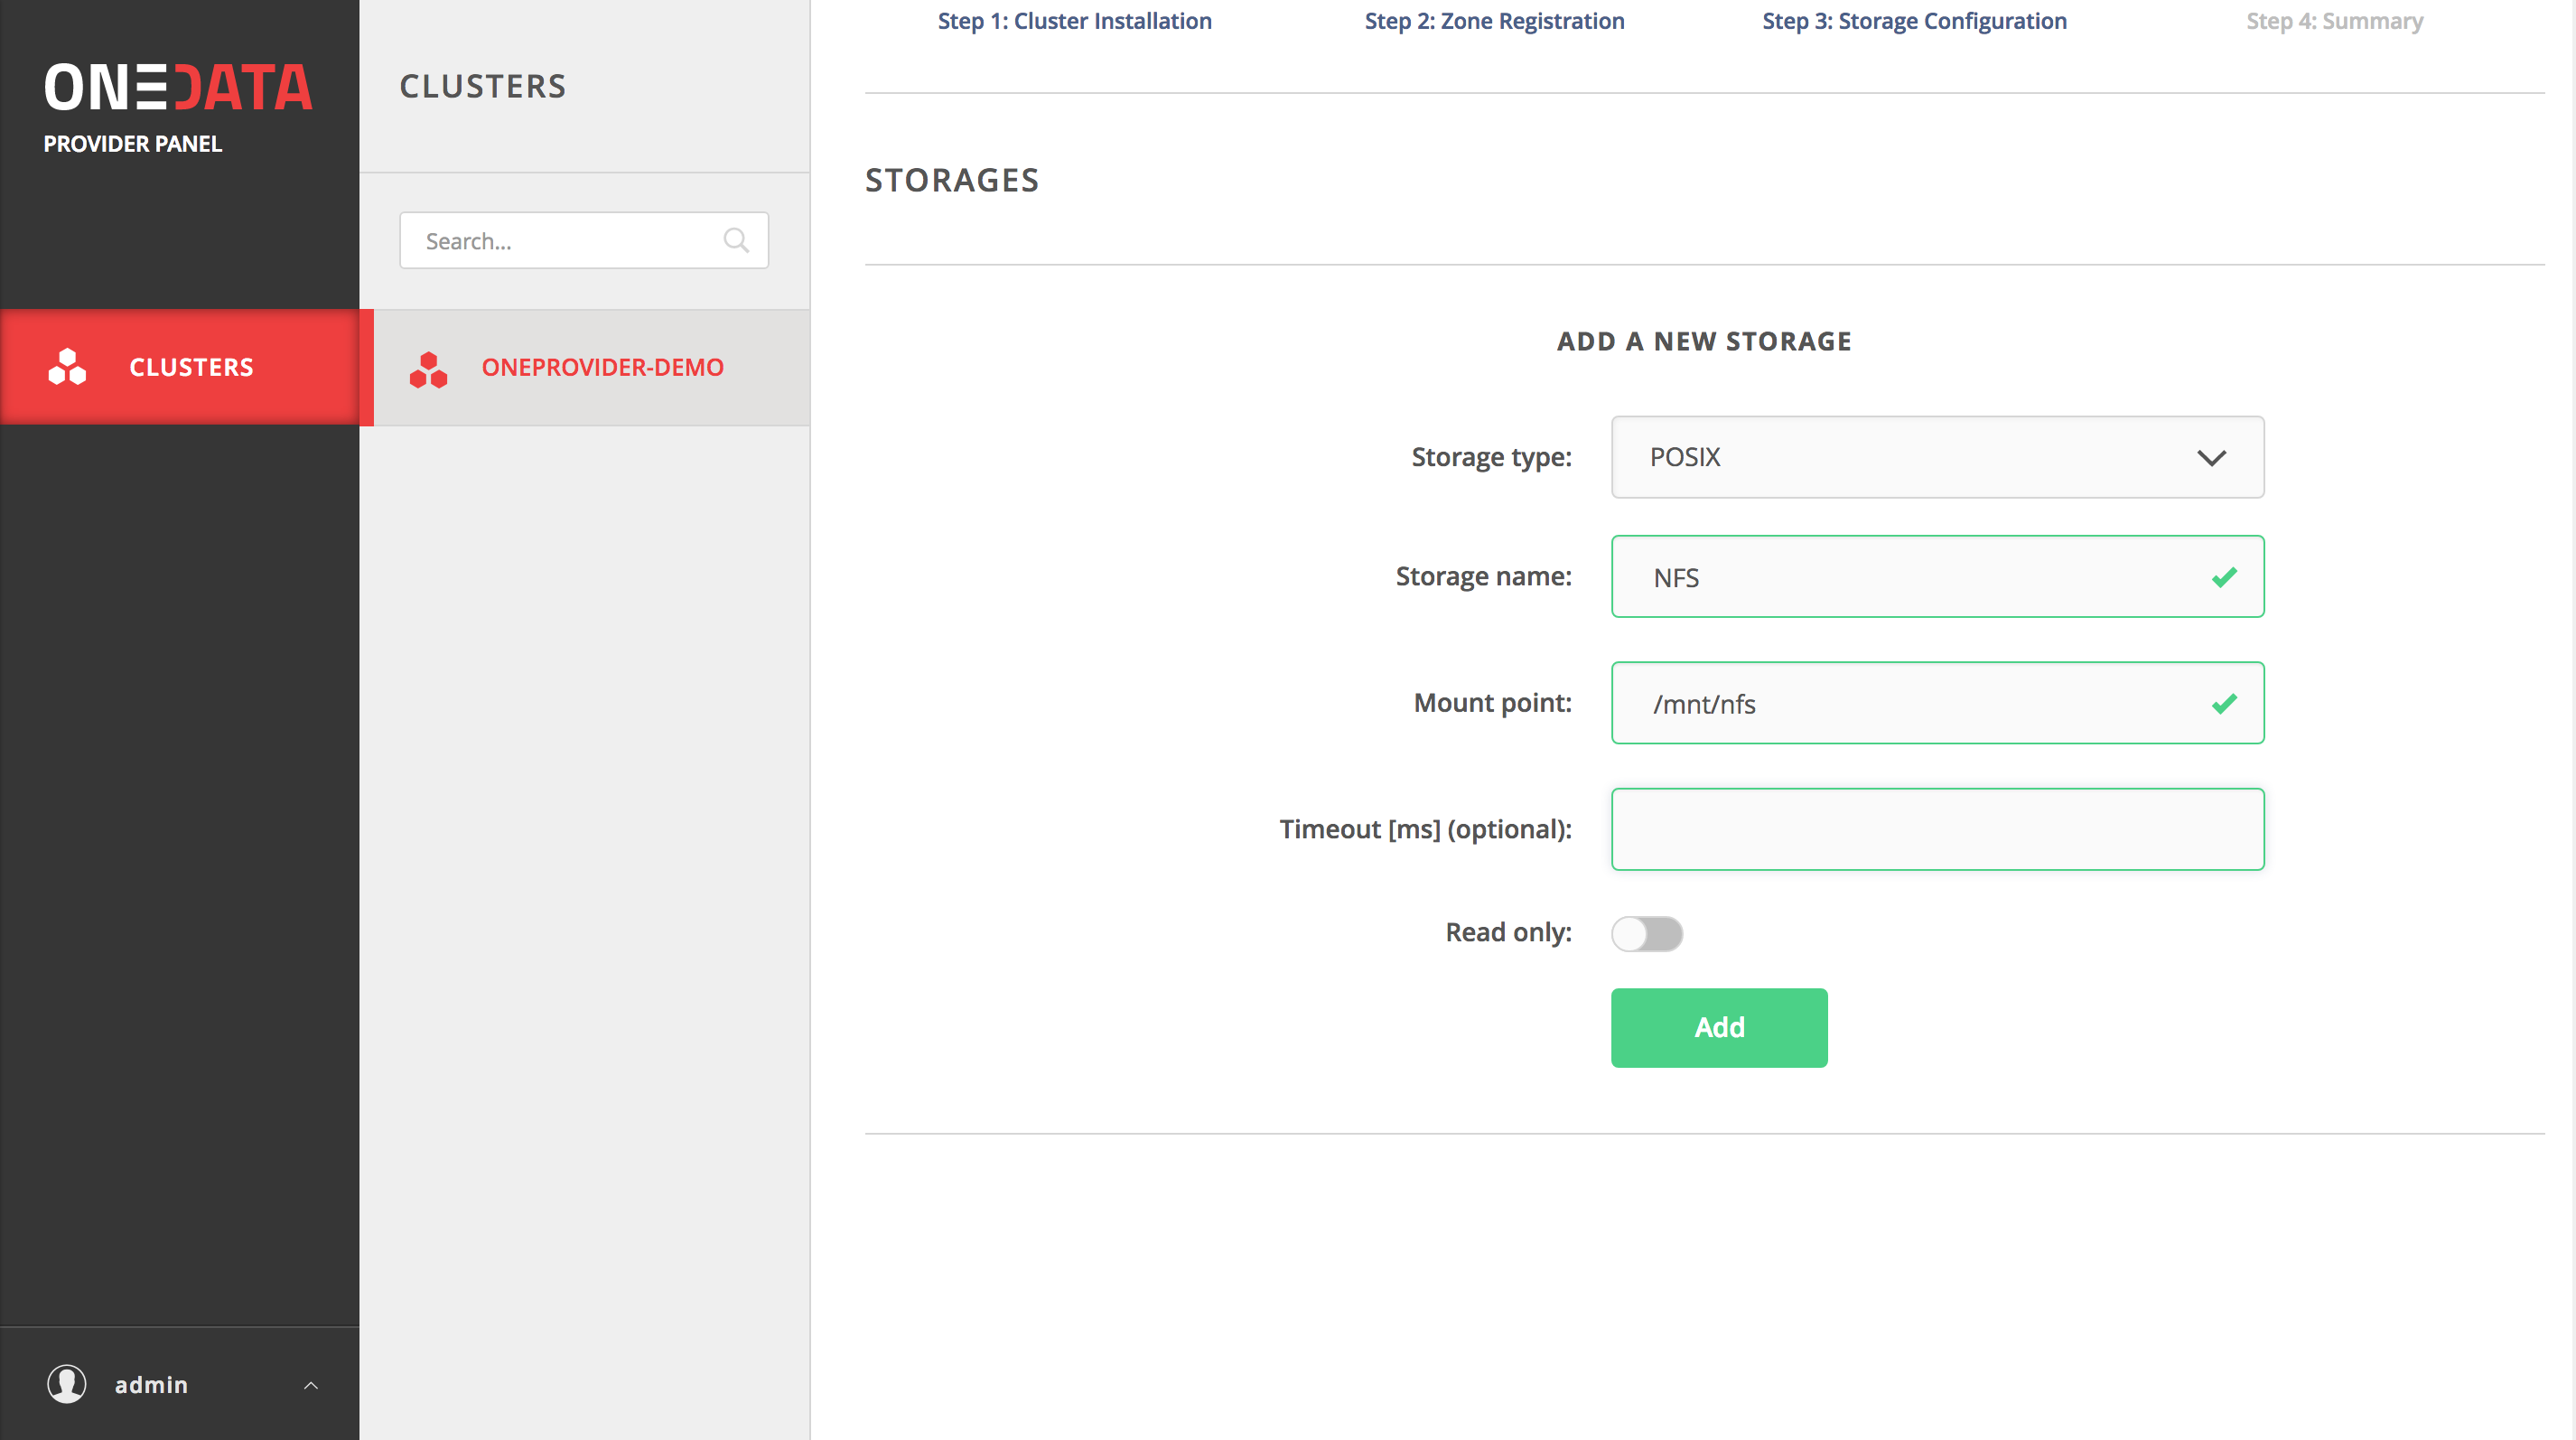 ONEDATA
PROVIDER PANEL
CLUSTERS
admin
CLUSTERS
Search...
ONEPROVIDER-DEMO
Step 1: Cluster Installation
Step 2: Zone Registration
Step 3: Storage Configuration
Step 4: Summary
STORAGES
ADD A NEW STORAGE
Storage type: POSIX
Storage name: NFS
Mount point: /mnt/nfs
Timeout [ms] (optional):
Read only:
Add